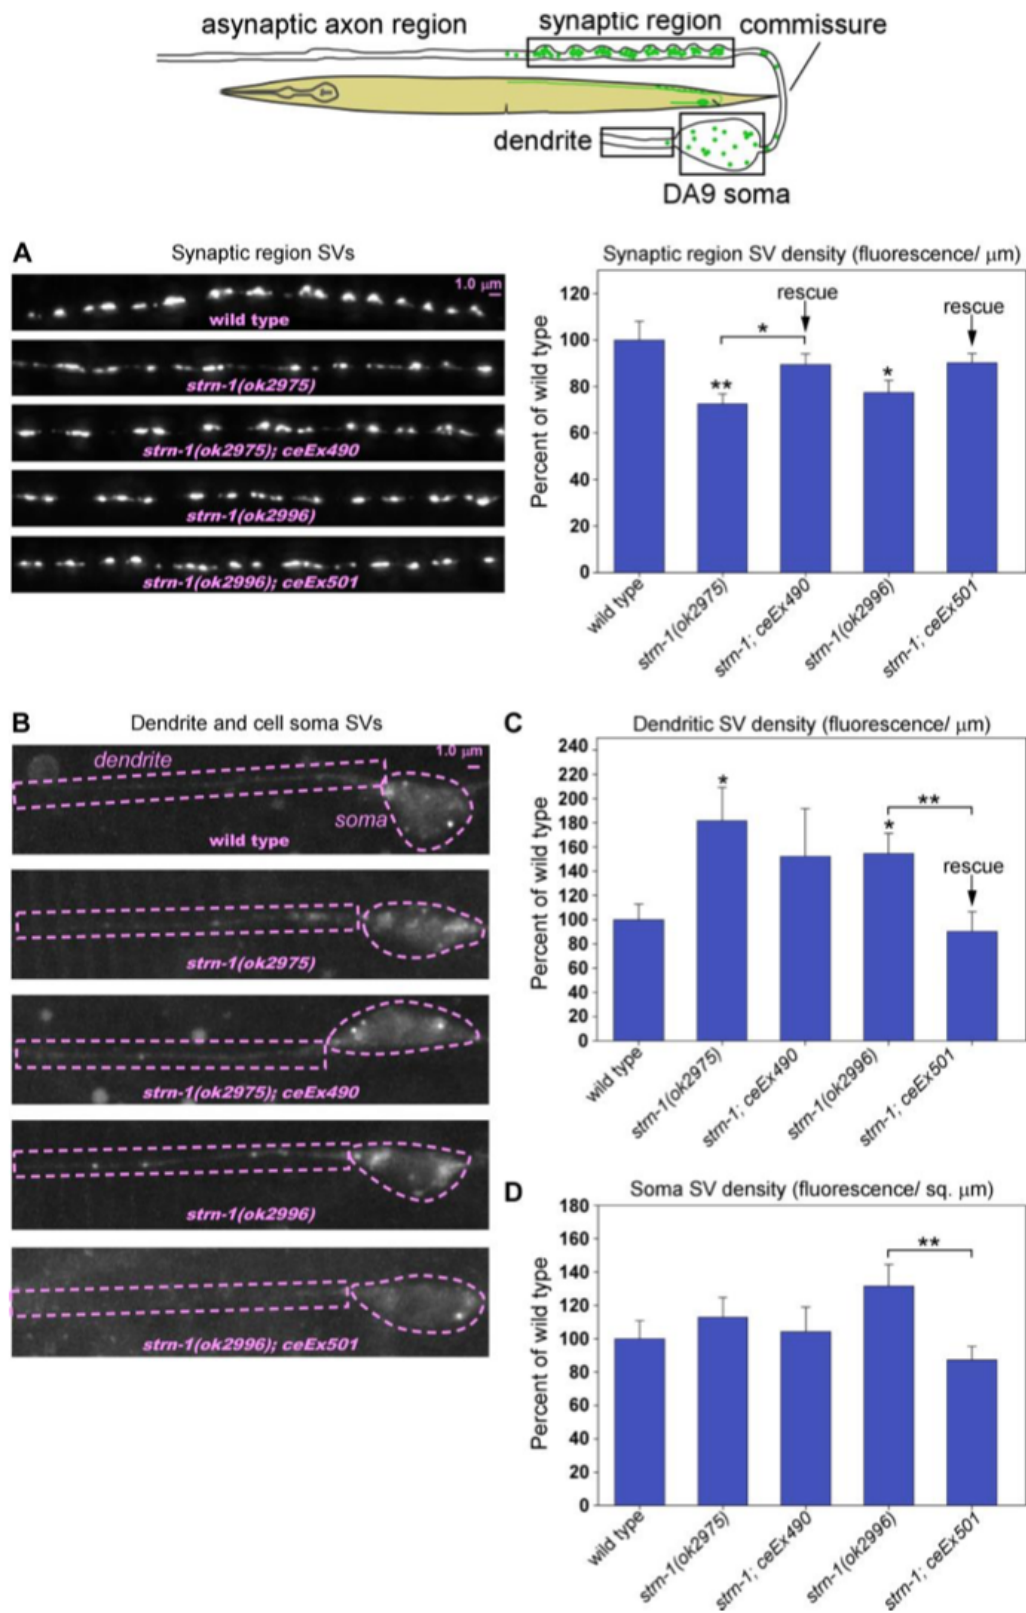 asynaptic axon region
synaptic region
commissure
dendrite
DA9 soma
A
Synaptic region SVs
1.0 μm
wild type
strn-1(ok2975)
strn-1(ok2975); ceEx490
strn-1(ok2996)
strn-1(ok2996); ceEx501
Synaptic region SV density (fluorescence/ μm)
Percent of wild type
120
100
80
60
40
20
0
rescue
rescue
*
**
*
wild type
strn-1(ok2975)
strn-1; ceEx490
strn-1(ok2996)
strn-1; ceEx501
B
Dendrite and cell soma SVs
dendrite
1.0 μm
soma
wild type
strn-1(ok2975)
strn-1(ok2975); ceEx490
strn-1(ok2996)
strn-1(ok2996); ceEx501
C
Dendritic SV density (fluorescence/ μm)
Percent of wild type
240
220
200
180
160
140
120
100
80
60
40
20
0
*
*
**
rescue
wild type
strn-1(ok2975)
strn-1; ceEx490
strn-1(ok2996)
strn-1; ceEx501
D
Soma SV density (fluorescence/ sq. μm)
Percent of wild type
180
160
140
120
100
80
60
40
20
0
**
wild type
strn-1(ok2975)
strn-1; ceEx490
strn-1(ok2996)
strn-1; ceEx501